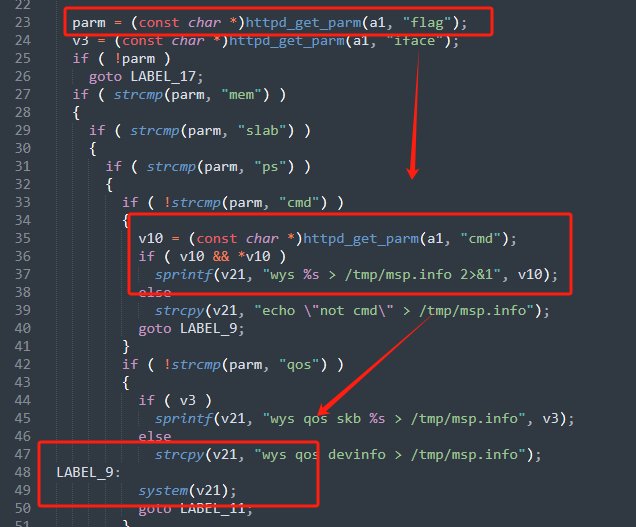 22
23 parm = (const char *)httpd_get_parm(a1, "flag");
24 v3 = (const char *)httpd_get_parm(a1, "iface");
25 if ( !parm )
26 goto LABEL_17;
27 if ( strcmp(parm, "mem") )
28 {
29 if ( strcmp(parm, "slab") )
30 {
31 if ( strcmp(parm, "ps") )
32 {
33 if ( !strcmp(parm, "cmd") )
34 {
35 v10 = (const char *)httpd_get_parm(a1, "cmd");
36 if ( v10 && *v10 )
37 sprintf(v21, "wys %s > /tmp/msp.info 2>&1", v10);
38 else
39 strcpy(v21, "echo \"not cmd\" > /tmp/msp.info");
40 goto LABEL_9;
41 }
42 if ( !strcmp(parm, "qos") )
43 {
44 if ( v3 )
45 sprintf(v21, "wys qos skb %s > /tmp/msp.info", v3);
46 else
47 strcpy(v21, "wys qos devinfo > /tmp/msp.info");
48 LABEL_9:
49 system(v21);
50 goto LABEL_11;
51 }